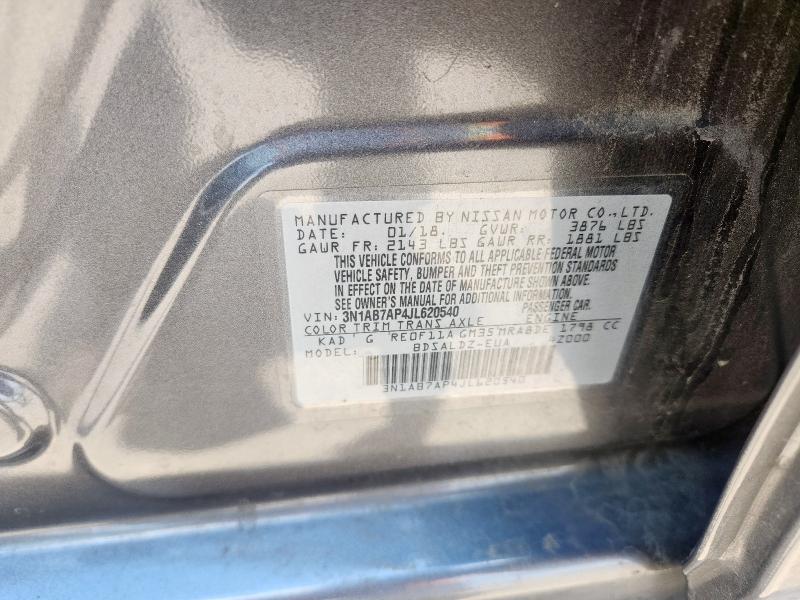 MANUFACTURED BY NISSAN MOTOR CO., LTD.
DATE: 01/18. GVWR: 3876 LBS
GAWR FR: 2143 LBS GAWR RR: 1881 LBS
THIS VEHICLE CONFORMS TO ALL APPLICABLE FEDERAL MOTOR
VEHICLE SAFETY, BUMPER AND THEFT PREVENTION STANDARDS
IN EFFECT ON THE DATE OF MANUFACTURE SHOWN ABOVE.
SEE OWNER'S MANUAL FOR ADDITIONAL INFORMATION.
VIN: 3N1AB7AP4JL620540 PASSENGER CAR.
COLOR TRIM TRANS AXLE ENGINE
KAD G RE0F11A GM35 MRA8DE 1798 CC
MODEL: BDSALDZ-EUA -Z000
3N1AB7AP4JL620540